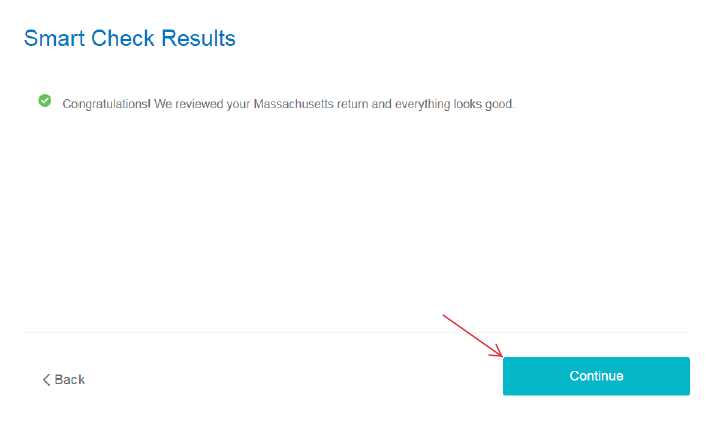 Smart Check Results
Congratulations! We reviewed your Massachusetts return and everything looks good.
Back
Continue